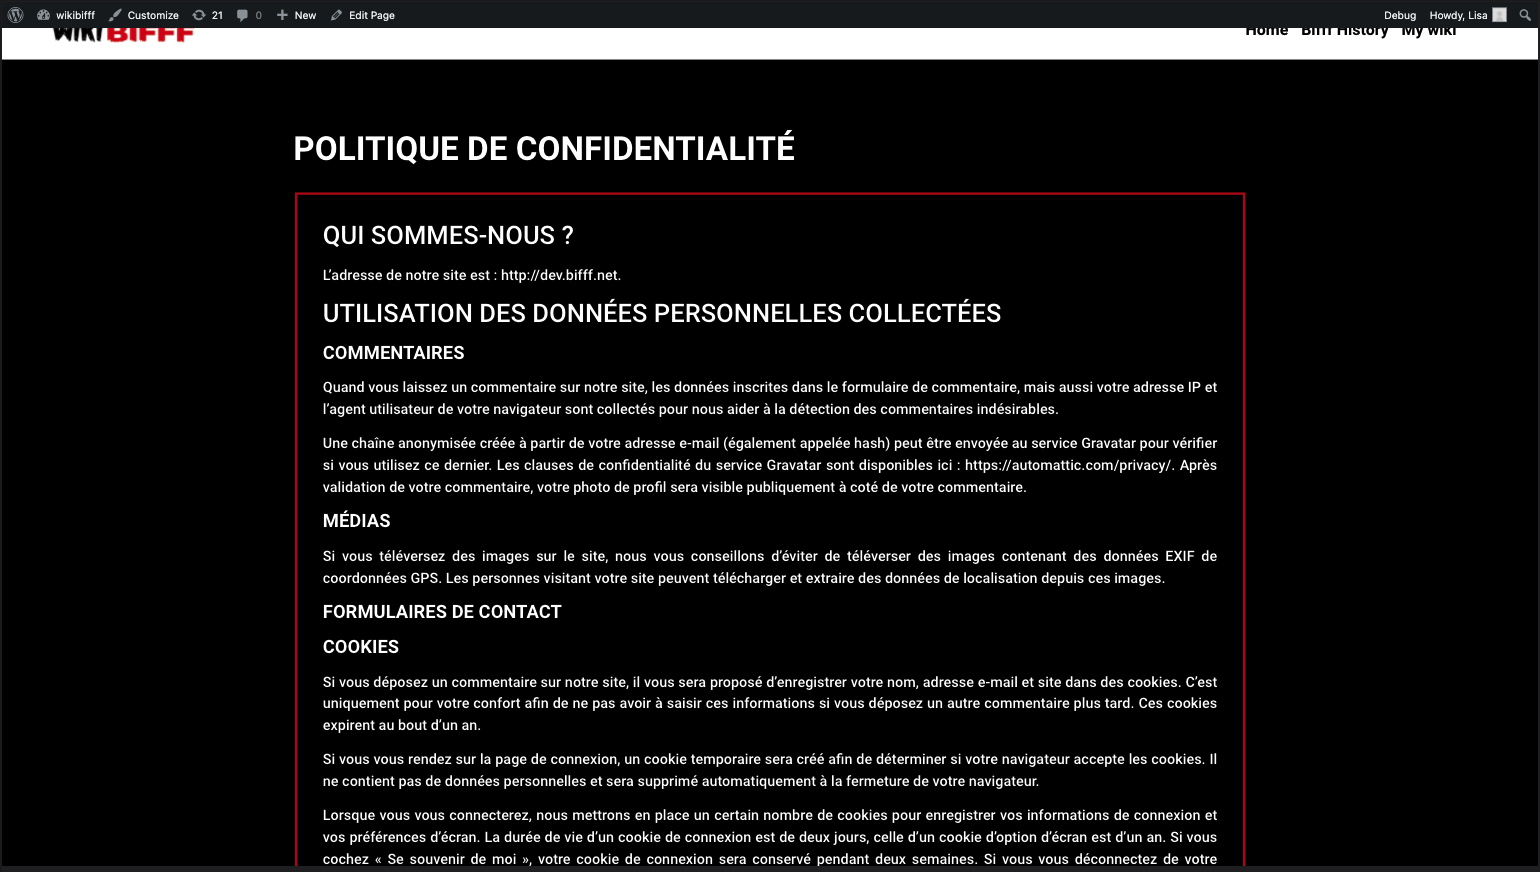 wikibifff Customize 21 0 New Edit Page Debug Howdy, Lisa
WIKI BIFFF Home Bifff History My wiki
POLITIQUE DE CONFIDENTIALITÉ
QUI SOMMES-NOUS ?
L’adresse de notre site est : http://dev.bifff.net.
UTILISATION DES DONNÉES PERSONNELLES COLLECTÉES
COMMENTAIRES
Quand vous laissez un commentaire sur notre site, les données inscrites dans le formulaire de commentaire, mais aussi votre adresse IP et
l’agent utilisateur de votre navigateur sont collectés pour nous aider à la détection des commentaires indésirables.
Une chaîne anonymisée créée à partir de votre adresse e-mail (également appelée hash) peut être envoyée au service Gravatar pour vérifier
si vous utilisez ce dernier. Les clauses de confidentialité du service Gravatar sont disponibles ici : https://automattic.com/privacy/. Après
validation de votre commentaire, votre photo de profil sera visible publiquement à coté de votre commentaire.
MÉDIAS
Si vous téléversez des images sur le site, nous vous conseillons d’éviter de téléverser des images contenant des données EXIF de
coordonnées GPS. Les personnes visitant votre site peuvent télécharger et extraire des données de localisation depuis ces images.
FORMULAIRES DE CONTACT
COOKIES
Si vous déposez un commentaire sur notre site, il vous sera proposé d’enregistrer votre nom, adresse e-mail et site dans des cookies. C’est
uniquement pour votre confort afin de ne pas avoir à saisir ces informations si vous déposez un autre commentaire plus tard. Ces cookies
expirent au bout d’un an.
Si vous vous rendez sur la page de connexion, un cookie temporaire sera créé afin de déterminer si votre navigateur accepte les cookies. Il
ne contient pas de données personnelles et sera supprimé automatiquement à la fermeture de votre navigateur.
Lorsque vous vous connecterez, nous mettrons en place un certain nombre de cookies pour enregistrer vos informations de connexion et
vos préférences d’écran. La durée de vie d’un cookie de connexion est de deux jours, celle d’un cookie d’option d’écran est d’un an. Si vous
cochez « Se souvenir de moi », votre cookie de connexion sera conservé pendant deux semaines. Si vous vous déconnectez de votre